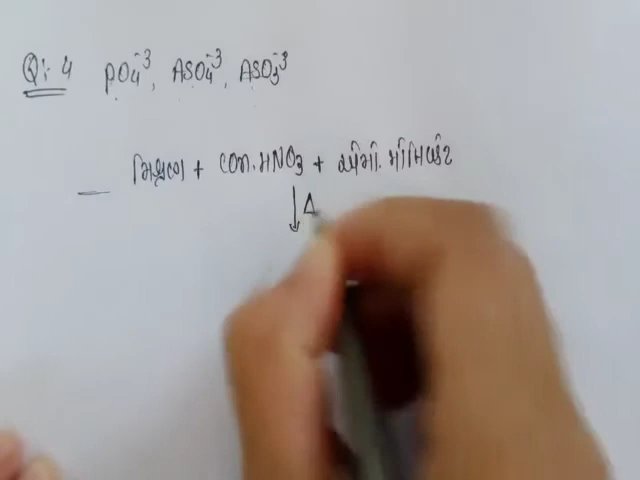 Q:- 4 PO4^-3, ASO4^-3, ASO3^-3
મિશ્રણ + con. HNO3 + એમો. મોલિબ્ડેટ
Δ